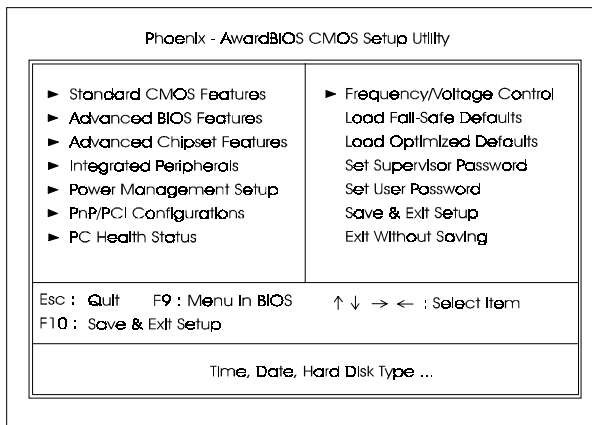 Phoenix - AwardBIOS CMOS Setup Utility
► Standard CMOS Features
► Advanced BIOS Features
► Advanced Chipset Features
► Integrated Peripherals
► Power Management Setup
► PnP/PCI Configurations
► PC Health Status
► Frequency/Voltage Control
Load Fail-Safe Defaults
Load Optimized Defaults
Set Supervisor Password
Set User Password
Save & Exit Setup
Exit Without Saving
Esc : Quit F9 : Menu in BIOS ↑ ↓ → ← : Select Item
F10 : Save & Exit Setup
Time, Date, Hard Disk Type ...